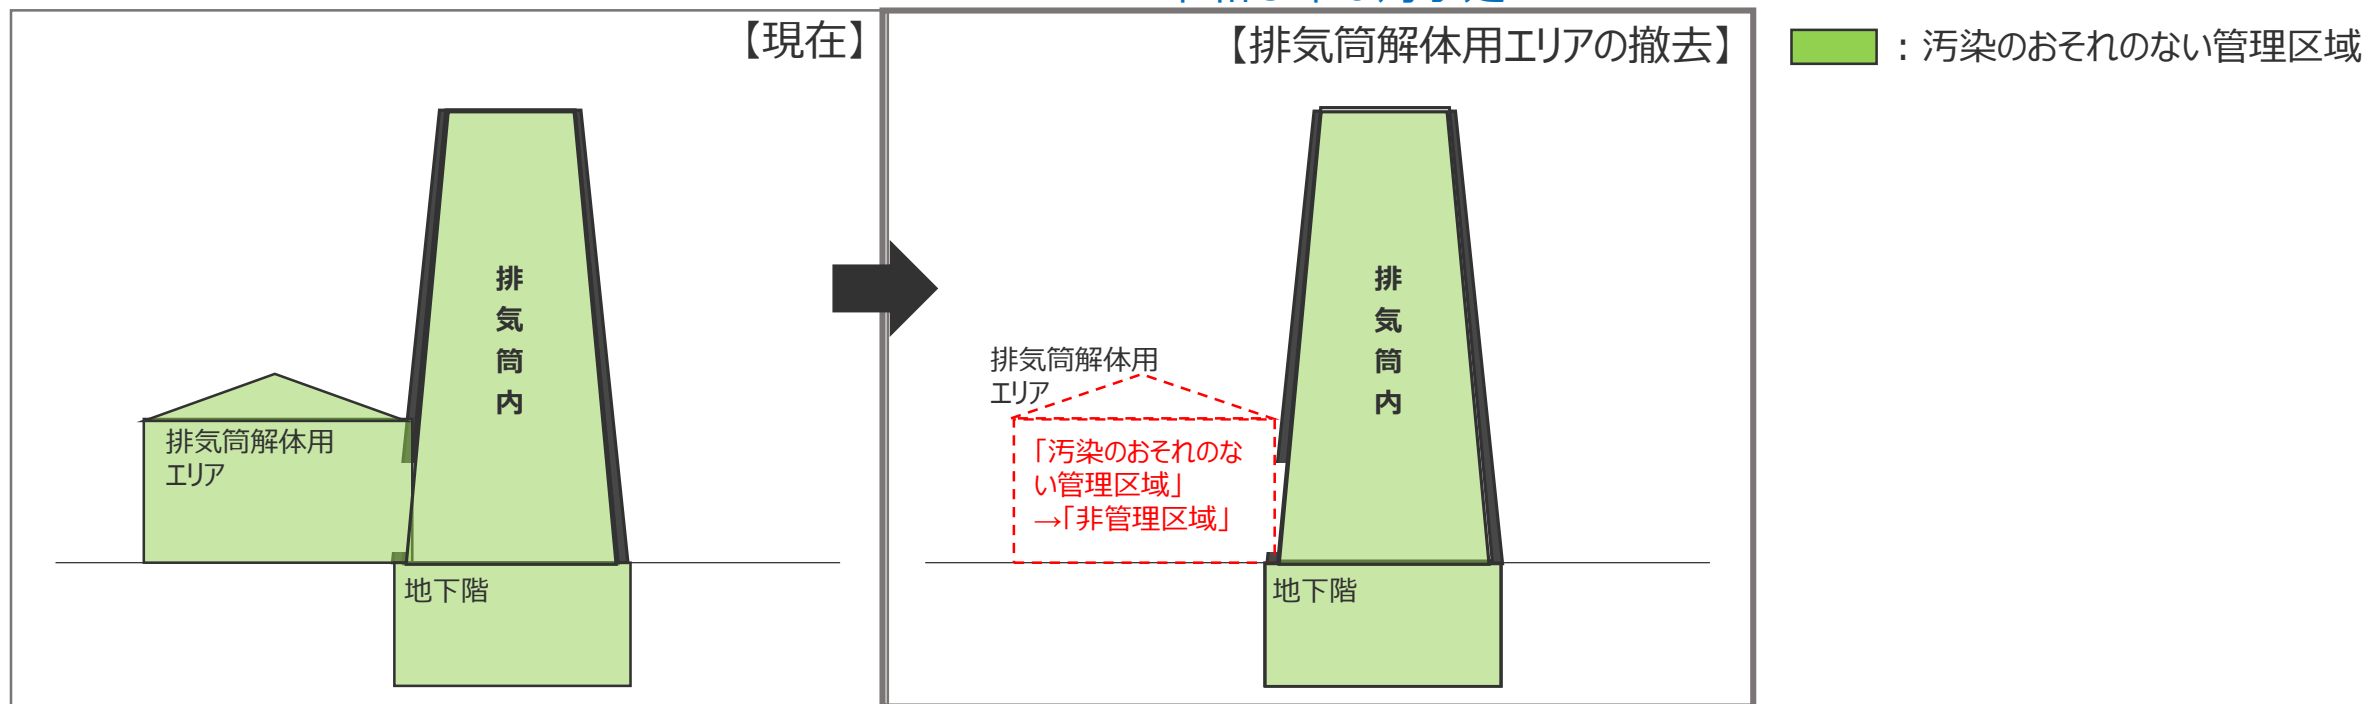 【現在】
【排気筒解体用エリアの撤去】
：汚染のおそれのない管理区域
排
気
筒
内
排気筒解体用
エリア
地下階
排
気
筒
内
排気筒解体用
エリア
「汚染のおそれのな
い管理区域」
→「非管理区域」
地下階